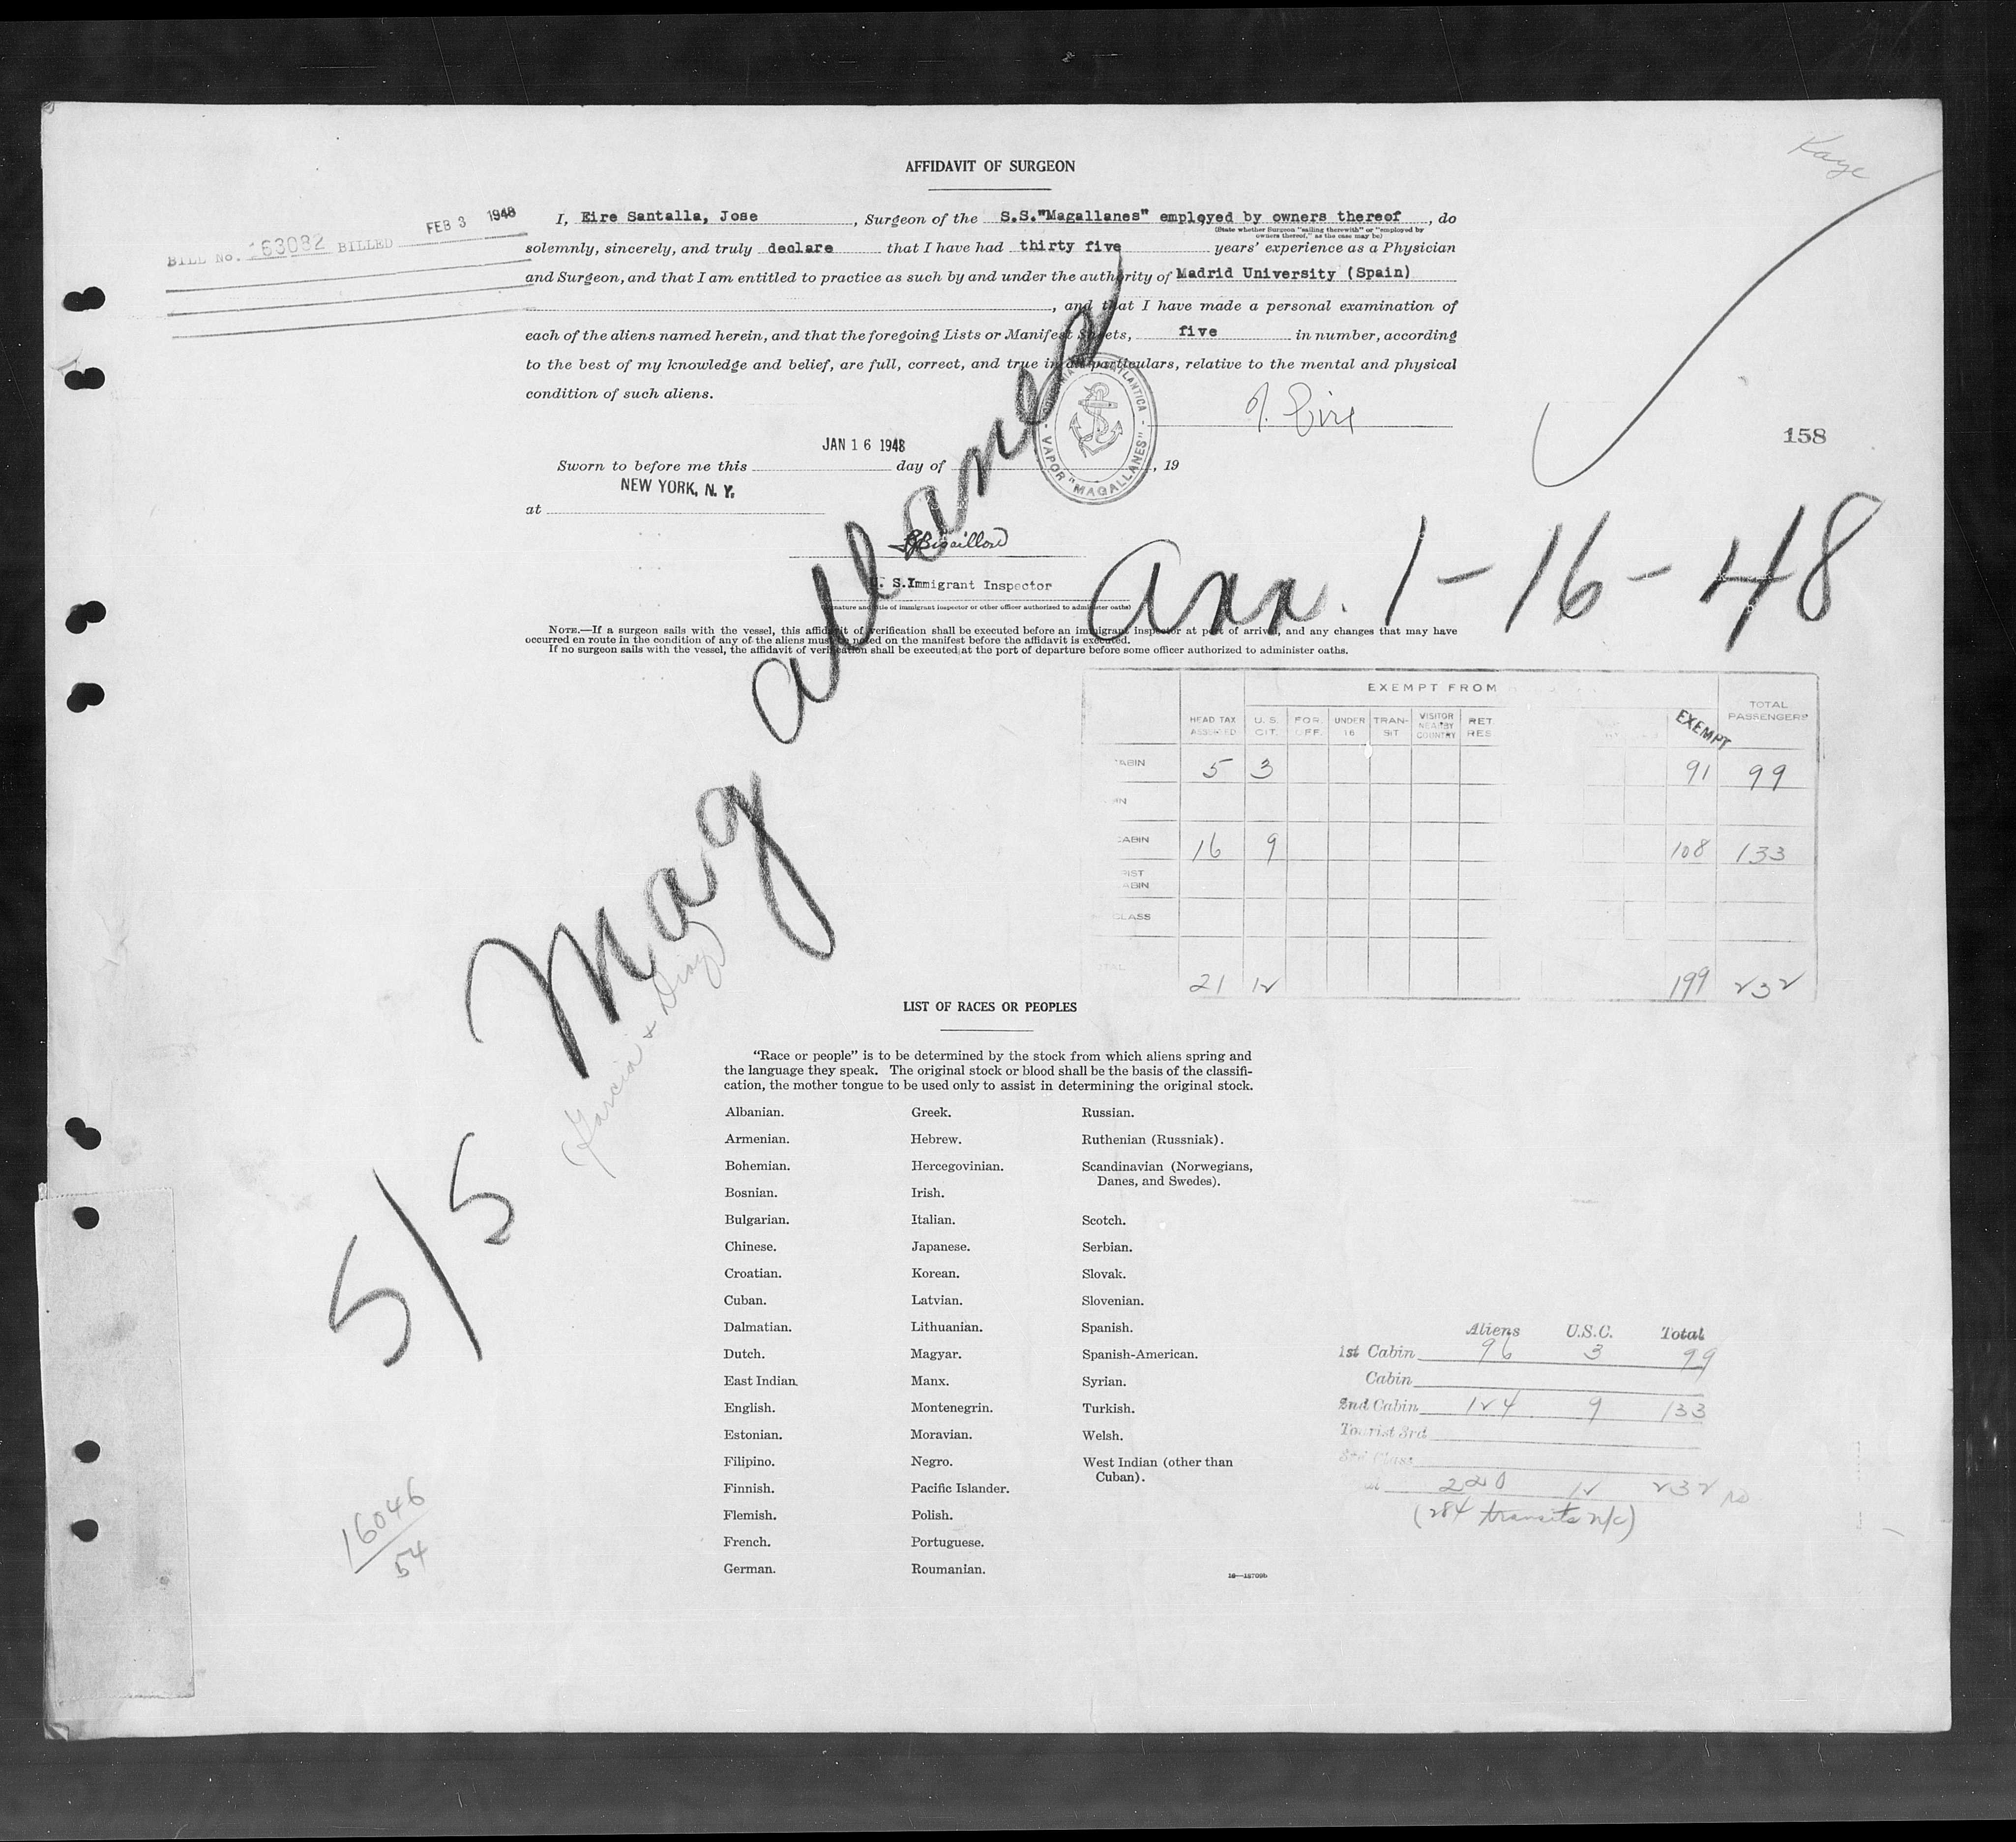 Kaye
AFFIDAVIT OF SURGEON
BILL No. 163082 BILLED FEB 3 1948
I, Eire Santalla, Jose, Surgeon of the S.S."Magallanes" employed by owners thereof, do
(State whether Surgeon "sailing therewith" or "employed by
owners thereof," as the case may be)
solemnly, sincerely, and truly declare that I have had thirty five years' experience as a Physician
and Surgeon, and that I am entitled to practice as such by and under the authority of Madrid University (Spain)
, and that I have made a personal examination of
each of the aliens named herein, and that the foregoing Lists or Manifest Sheets, five in number, according
to the best of my knowledge and belief, are full, correct, and true in all particulars, relative to the mental and physical
condition of such aliens.
J. Eire
VAPOR "MAGALLANES"
158
JAN 16 1948
Sworn to before me this day of , 19
NEW YORK, N. Y.
at
U. S. Immigrant Inspector
(Signature and title of immigrant inspector or other officer authorized to administer oaths)
Magallanes
5/5
Arr. 1-16-48
NOTE.—If a surgeon sails with the vessel, this affidavit of verification shall be executed before an immigrant inspector at port of arrival, and any changes that may have
occurred en route in the condition of any of the aliens must be noted on the manifest before the affidavit is executed.
If no surgeon sails with the vessel, the affidavit of verification shall be executed at the port of departure before some officer authorized to administer oaths.
EXEMPT FROM
HEAD TAX ASSESSED U. S. CIT. FOR. OFF. UNDER 16 TRANSIT VISITOR NEARBY COUNTRY RET. RES EXEMPT TOTAL PASSENGERS
CABIN 5 3 91 99
CABIN 16 9 108 133
CLASS
21 12 199 232
(Garcia & Diaz)
LIST OF RACES OR PEOPLES
"Race or people" is to be determined by the stock from which aliens spring and
the language they speak. The original stock or blood shall be the basis of the classifi-
cation, the mother tongue to be used only to assist in determining the original stock.
Albanian.
Armenian.
Bohemian.
Bosnian.
Bulgarian.
Chinese.
Croatian.
Cuban.
Dalmatian.
Dutch.
East Indian.
English.
Estonian.
Filipino.
Finnish.
Flemish.
French.
German.
Greek.
Hebrew.
Hercegovinian.
Irish.
Italian.
Japanese.
Korean.
Latvian.
Lithuanian.
Magyar.
Manx.
Montenegrin.
Moravian.
Negro.
Pacific Islander.
Polish.
Portuguese.
Roumanian.
Russian.
Ruthenian (Russniak).
Scandinavian (Norwegians,
Danes, and Swedes).
Scotch.
Serbian.
Slovak.
Slovenian.
Spanish.
Spanish-American.
Syrian.
Turkish.
Welsh.
West Indian (other than
Cuban).
Aliens U.S.C. Total
1st Cabin 96 3 99
Cabin
2nd Cabin 124 9 133
Tourist 3rd
3rd Class
220 12 232
(284 transits n/c)
16046
54